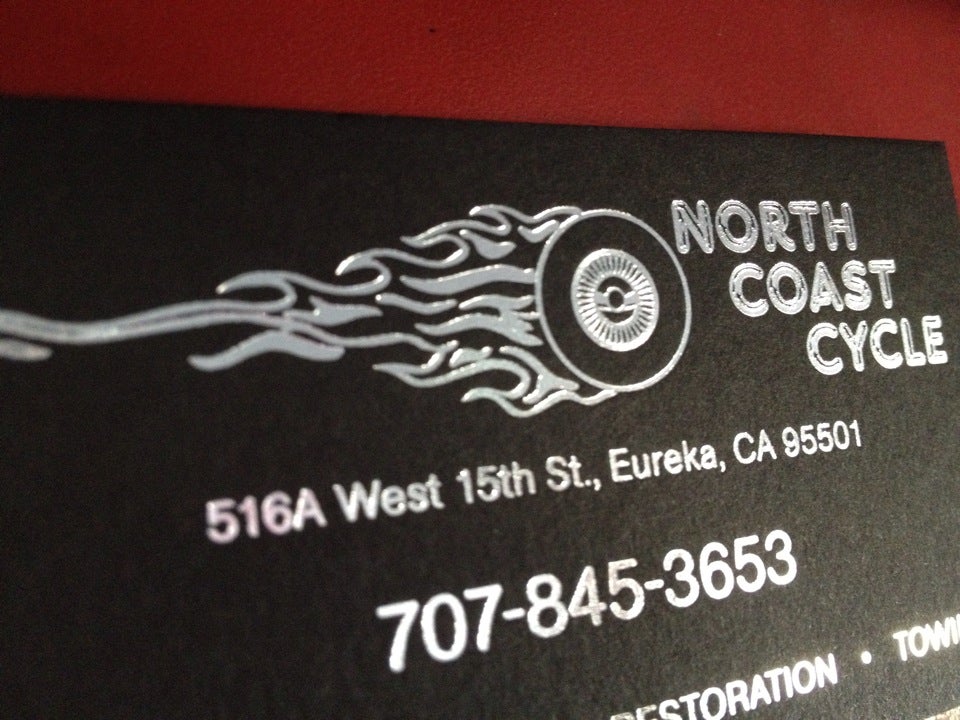 NORTH
COAST
CYCLE
516A West 15th St., Eureka, CA 95501
707-845-3653
RESTORATION •